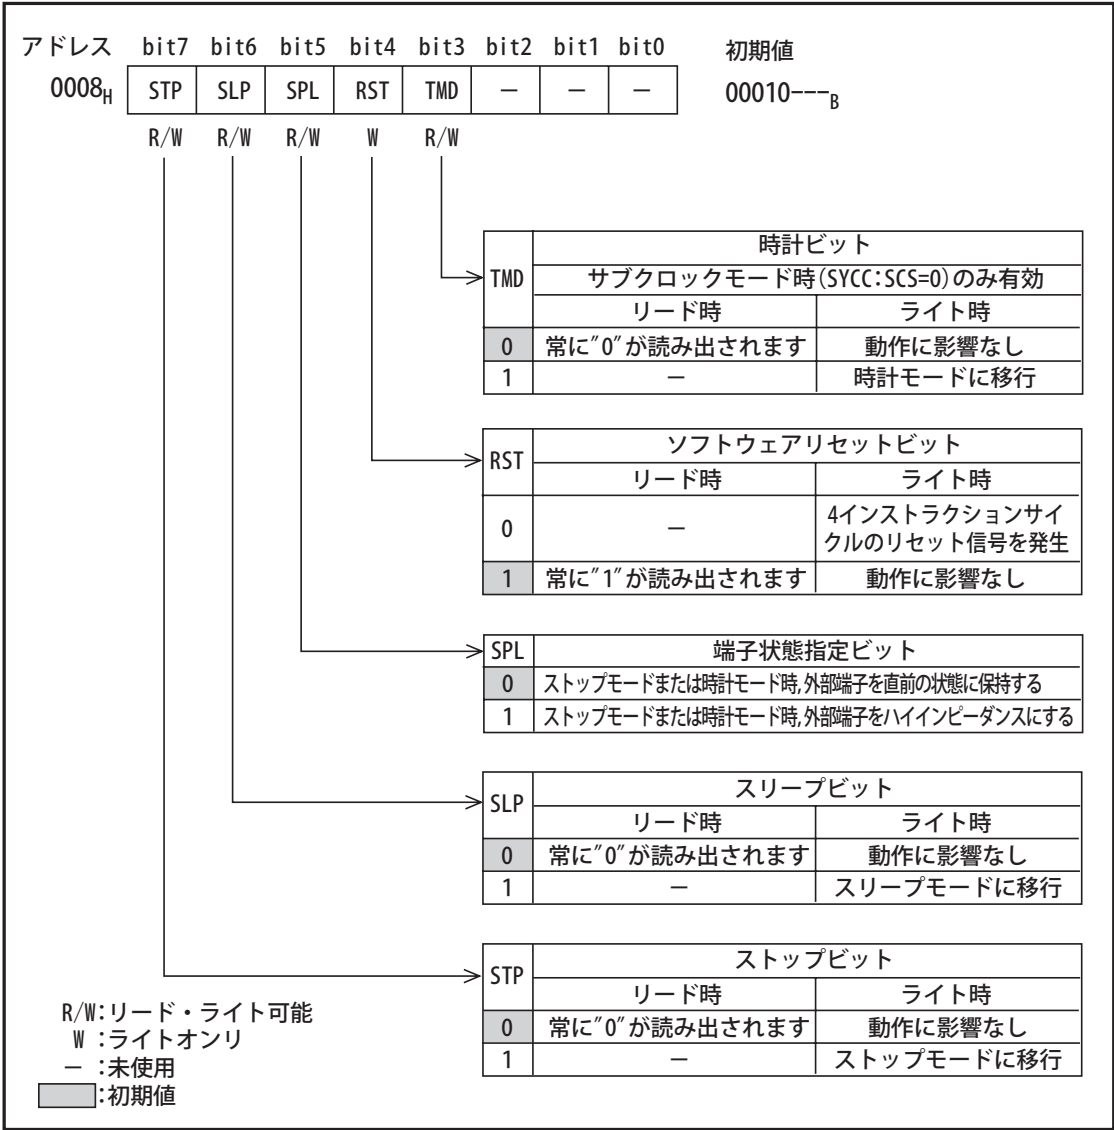 アドレス bit7 bit6 bit5 bit4 bit3 bit2 bit1 bit0 初期値
0008H STP SLP SPL RST TMD − − − 00010---B
R/W R/W R/W W R/W
TMD 時計ビット
サブクロックモード時(SYCC:SCS=0)のみ有効
リード時 ライト時
0 常に″0″が読み出されます 動作に影響なし
1 − 時計モードに移行
RST ソフトウェアリセットビット
リード時 ライト時
0 − 4インストラクションサイ
クルのリセット信号を発生
1 常に″1″が読み出されます 動作に影響なし
SPL 端子状態指定ビット
0 ストップモードまたは時計モード時,外部端子を直前の状態に保持する
1 ストップモードまたは時計モード時,外部端子をハイインピーダンスにする
SLP スリープビット
リード時 ライト時
0 常に″0″が読み出されます 動作に影響なし
1 − スリープモードに移行
STP ストップビット
リード時 ライト時
0 常に″0″が読み出されます 動作に影響なし
1 − ストップモードに移行
R/W:リード・ライト可能
W :ライトオンリ
− :未使用
:初期値